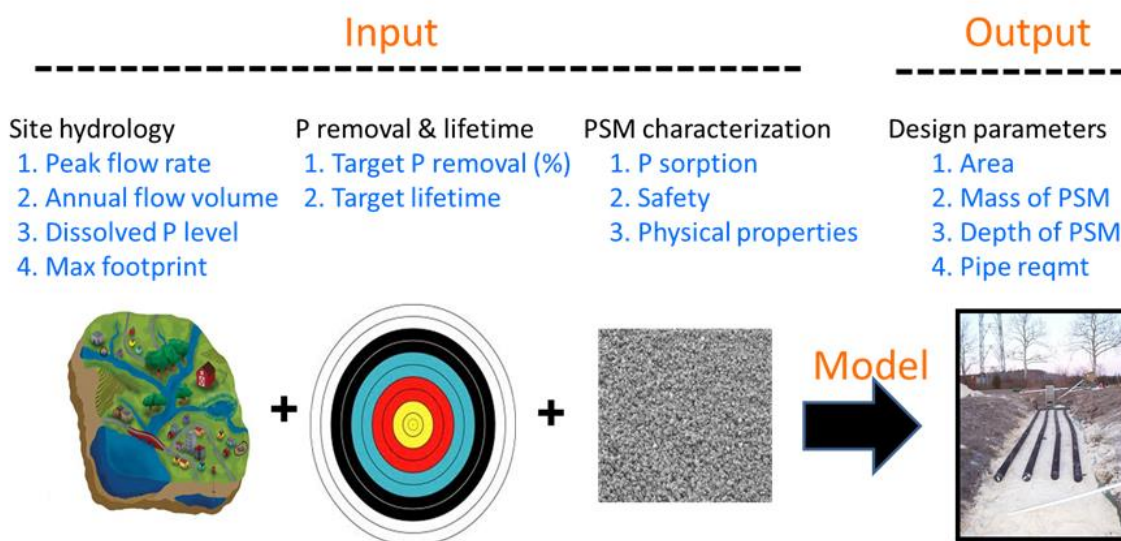 Input
Output
Site hydrology
1. Peak flow rate
2. Annual flow volume
3. Dissolved P level
4. Max footprint
P removal & lifetime
1. Target P removal (%)
2. Target lifetime
PSM characterization
1. P sorption
2. Safety
3. Physical properties
Design parameters
1. Area
2. Mass of PSM
3. Depth of PSM
4. Pipe reqmt
+
+
Model